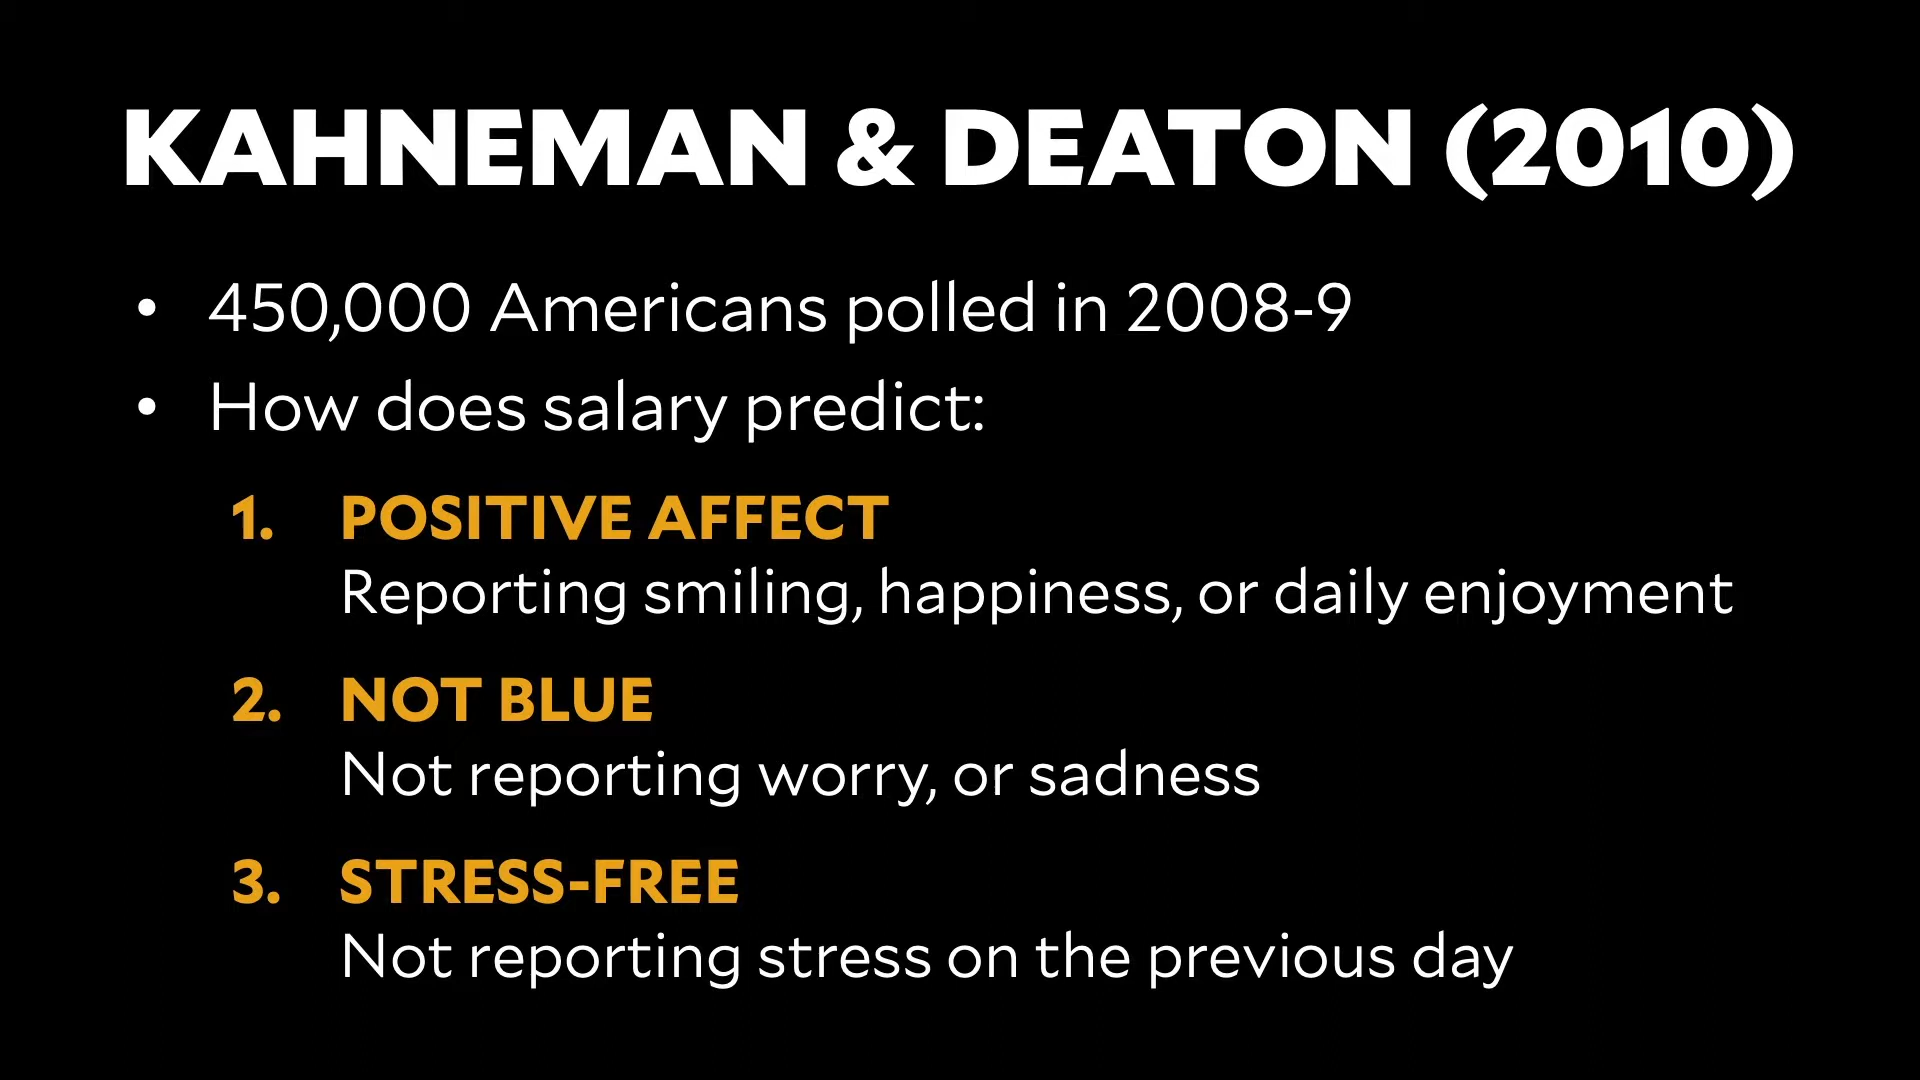 KAHNEMAN & DEATON (2010)
• 450,000 Americans polled in 2008-9
• How does salary predict:
1. POSITIVE AFFECT
Reporting smiling, happiness, or daily enjoyment
2. NOT BLUE
Not reporting worry, or sadness
3. STRESS-FREE
Not reporting stress on the previous day